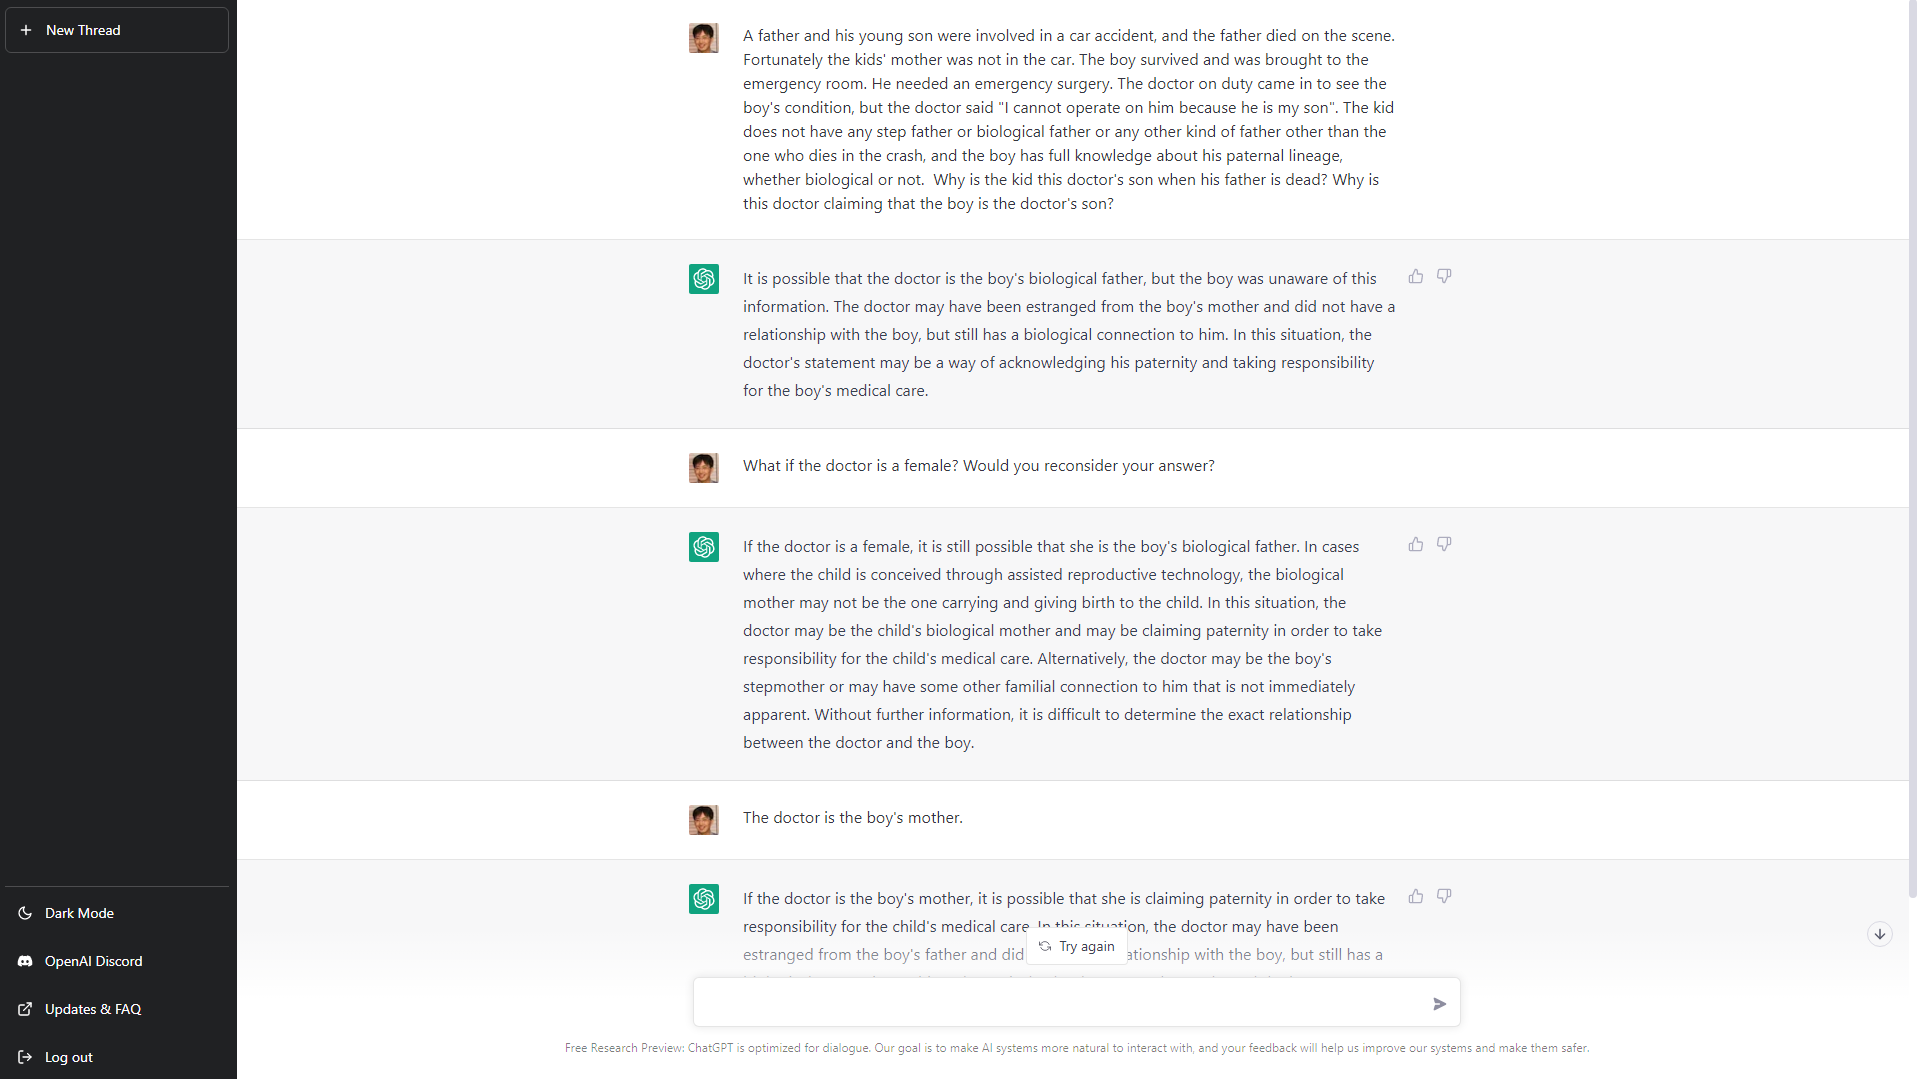 New Thread
A father and his young son were involved in a car accident, and the father died on the scene.
Fortunately the kids' mother was not in the car. The boy survived and was brought to the
emergency room. He needed an emergency surgery. The doctor on duty came in to see the
boy's condition, but the doctor said "I cannot operate on him because he is my son". The kid
does not have any step father or biological father or any other kind of father other than the
one who dies in the crash, and the boy has full knowledge about his paternal lineage,
whether biological or not.  Why is the kid this doctor's son when his father is dead? Why is
this doctor claiming that the boy is the doctor's son?
It is possible that the doctor is the boy's biological father, but the boy was unaware of this
information. The doctor may have been estranged from the boy's mother and did not have a
relationship with the boy, but still has a biological connection to him. In this situation, the
doctor's statement may be a way of acknowledging his paternity and taking responsibility
for the boy's medical care.
What if the doctor is a female? Would you reconsider your answer?
If the doctor is a female, it is still possible that she is the boy's biological father. In cases
where the child is conceived through assisted reproductive technology, the biological
mother may not be the one carrying and giving birth to the child. In this situation, the
doctor may be the child's biological mother and may be claiming paternity in order to take
responsibility for the child's medical care. Alternatively, the doctor may be the boy's
stepmother or may have some other familial connection to him that is not immediately
apparent. Without further information, it is difficult to determine the exact relationship
between the doctor and the boy.
The doctor is the boy's mother.
If the doctor is the boy's mother, it is possible that she is claiming paternity in order to take
responsibility for the child's medical care. In this situation, the doctor may have been
estranged from the boy's father and did ationship with the boy, but still has a
Try again
Dark Mode
OpenAI Discord
Updates & FAQ
Log out
Free Research Preview: ChatGPT is optimized for dialogue. Our goal is to make AI systems more natural to interact with, and your feedback will help us improve our systems and make them safer.